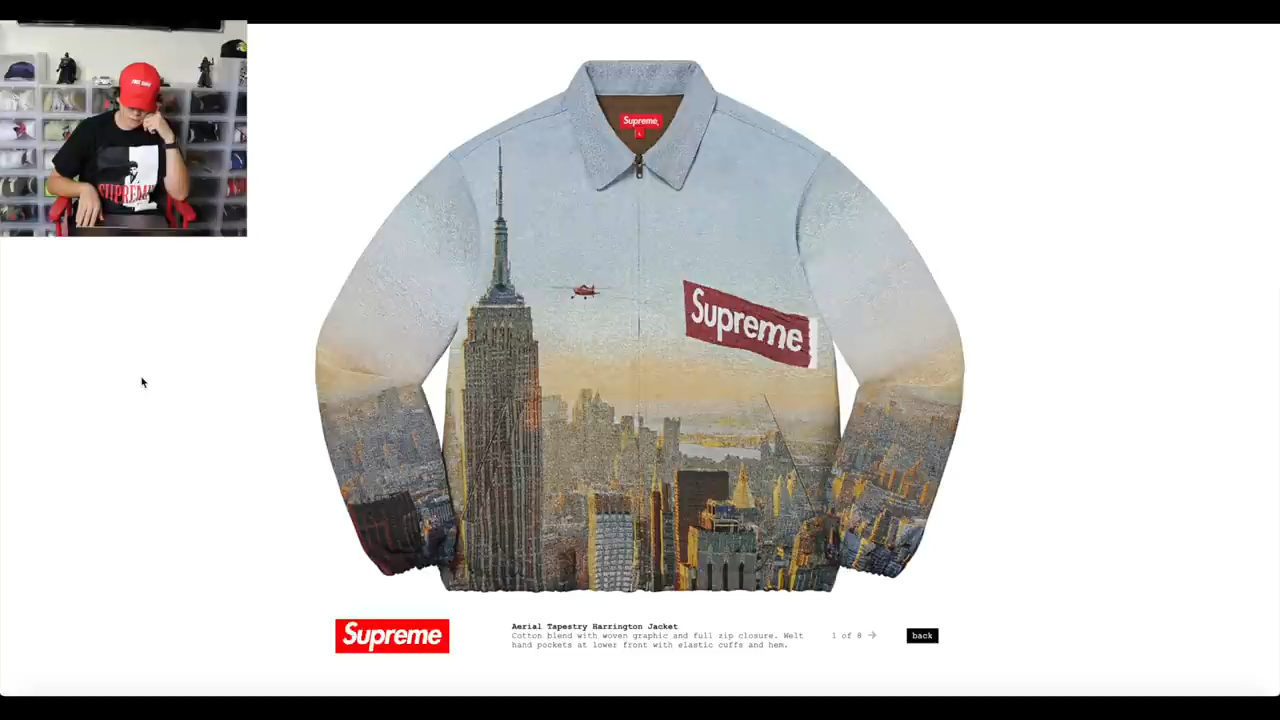 Supreme
L
Supreme
SUPREME
Supreme
Aerial Tapestry Harrington Jacket
Cotton blend with woven graphic and full zip closure. Welt
hand pockets at lower front with elastic cuffs and hem.
1 of 8 →
back